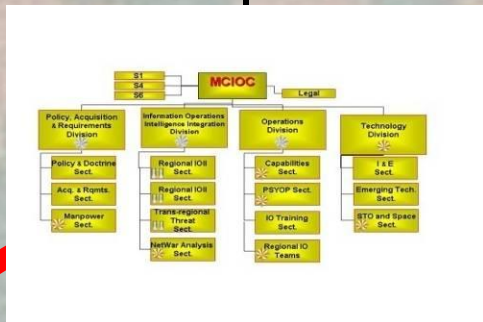 S1
S4
S6
MCIOC
Legal
Policy, Acquisition
& Requirements
Division
Information Operations
Intelligence Integration
Division
Operations
Division
Technology
Division
Policy & Doctrine
Sect.
Acq. & Rqmts.
Sect.
Manpower
Sect.
Regional IOII
Sect.
Regional IOII
Sect.
Trans-regional
Threat
Sect.
NetWar Analysis
Sect.
Capabilities
Sect.
PSYOP Sect.
IO Training
Sect.
Regional IO
Teams
I & E
Sect.
Emerging Tech.
Sect.
STO and Space
Sect.